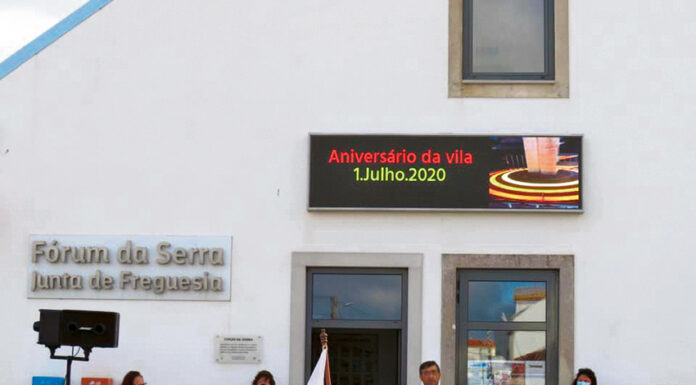 Aniversário da vila
1.Julho.2020
Fórum da Serra
Junta de Freguesia